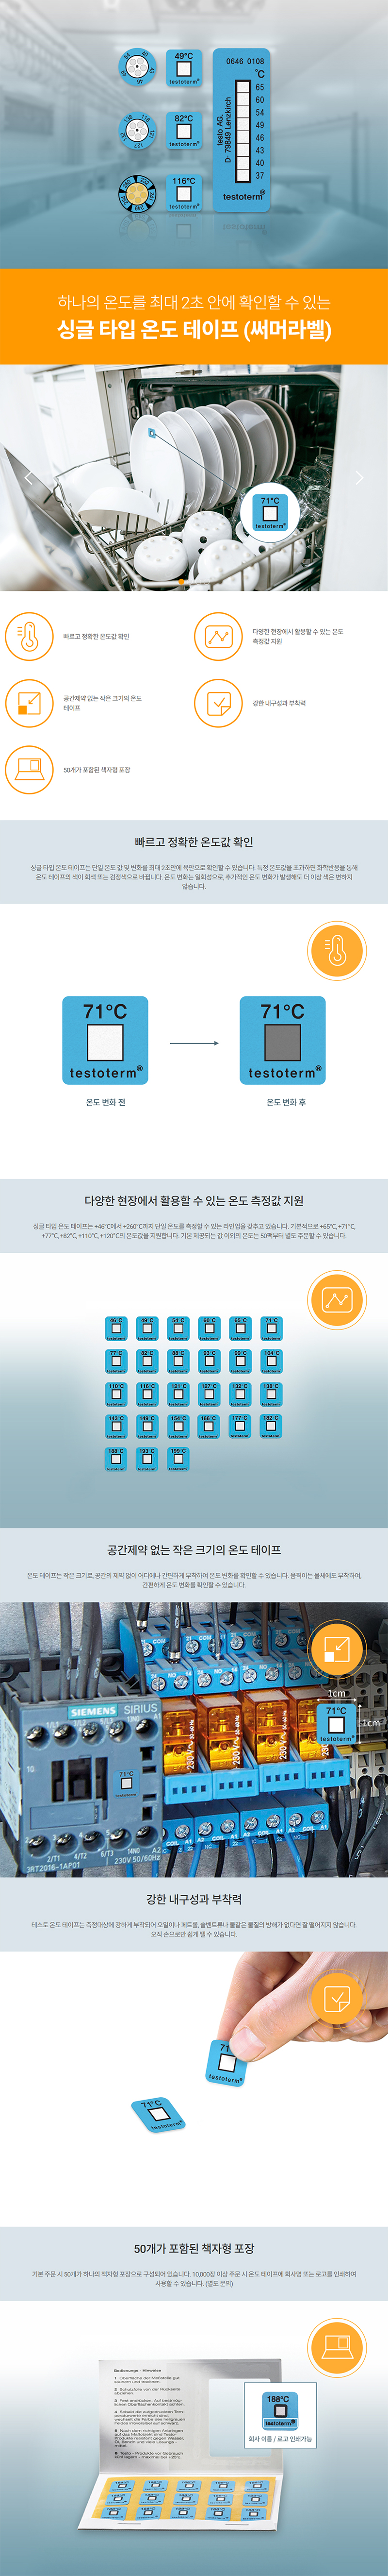 49°C
testoterm®
82°C
testoterm®
116°C
testoterm®
0646 0108
°C
65
60
54
49
46
43
40
37
testo AG,
D- 79849 Lenzkirch
testoterm®
하나의 온도를 최대 2초 안에 확인할 수 있는
싱글 타입 온도 테이프 (써머라벨)
71°C
testoterm®
빠르고 정확한 온도값 확인
다양한 현장에서 활용할 수 있는 온도
측정값 지원
공간제약 없는 작은 크기의 온도
테이프
강한 내구성과 부착력
50개가 포함된 책자형 포장
빠르고 정확한 온도값 확인
싱글 타입 온도 테이프는 단일 온도 값 및 변화를 최대 2초만에 육안으로 확인할 수 있습니다. 특정 온도값을 초과하면 화학반응을 통해
온도 테이프의 색이 회색 또는 검정색으로 바뀝니다. 온도 변화는 일회성으로, 추가적인 온도 변화가 발생해도 더 이상 색은 변하지
않습니다.
71°C
testoterm®
71°C
testoterm®
온도 변화 전
온도 변화 후
다양한 현장에서 활용할 수 있는 온도 측정값 지원
싱글 타입 온도 테이프는 +46°C에서 +260°C까지 단일 온도를 측정할 수 있는 라인업을 갖추고 있습니다. 기본적으로 +65°C, +71°C,
+77°C, +82°C, +110°C, +120°C의 온도값을 지원합니다. 기본 제공되는 값 이외의 온도는 50팩부터 별도 주문할 수 있습니다.
46°C 49°C 54°C 60°C 65°C 71°C
77°C 82°C 88°C 93°C 99°C 104°C
110°C 116°C 121°C 127°C 132°C 138°C
143°C 149°C 154°C 166°C 177°C 182°C
188°C 193°C 199°C
공간제약 없는 작은 크기의 온도 테이프
온도 테이프는 작은 크기로, 공간의 제약 없이 어디에나 간편하게 부착하여 온도 변화를 확인할 수 있습니다. 움직이는 물체에도 부착하여,
간편하게 온도 변화를 확인할 수 있습니다.
SIEMENS
SIRIUS
71°C
testoterm
3RT2016-1AP01
230V 50/60Hz
1cm
71°C
testoterm®
1cm
강한 내구성과 부착력
테스토 온도 테이프는 측정대상에 강하게 부착되어 오일이나 페트롤, 솔벤트류나 물같은 물질의 방해가 없다면 잘 떨어지지 않습니다.
오직 손으로만 쉽게 뗄 수 있습니다.
71
testoterm®
71°C
testoterm®
50개가 포함된 책자형 포장
기본 주문 시 50개가 하나의 책자형 포장으로 구성되어 있습니다. 10,000장 이상 주문 시 온도 테이프에 회사명 또는 로고를 인쇄하여
사용할 수 있습니다. (별도 문의)
Bedienungs - Hinweise
188°C
testoterm®
회사 이름 / 로고 인쇄가능